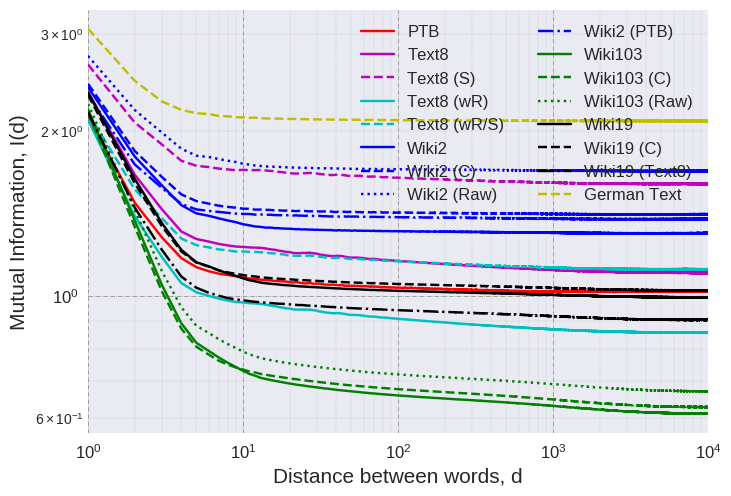 3 × 10⁰
2 × 10⁰
10⁰
6 × 10⁻¹
Mutual Information, I(d)
PTB
Text8
Text8 (S)
Text8 (wR)
Text8 (wR/S)
Wiki2
Wiki2 (C)
Wiki2 (Raw)
Wiki2 (PTB)
Wiki103
Wiki103 (C)
Wiki103 (Raw)
Wiki19
Wiki19 (C)
Wiki19 (Text8)
German Text
10⁰ 10¹ 10² 10³ 10⁴
Distance between words, d